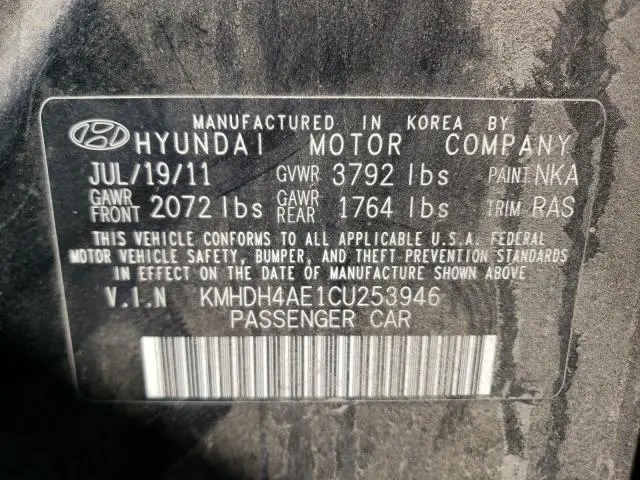 MANUFACTURED IN KOREA BY
HYUNDAI MOTOR COMPANY
JUL/19/11 GVWR 3792 lbs PAINT NKA
GAWR FRONT 2072 lbs GAWR REAR 1764 lbs TRIM RAS
THIS VEHICLE CONFORMS TO ALL APPLICABLE U.S.A. FEDERAL
MOTOR VEHICLE SAFETY, BUMPER, AND THEFT PREVENTION STANDARDS
IN EFFECT ON THE DATE OF MANUFACTURE SHOWN ABOVE
V.I.N KMHDH4AE1CU253946
PASSENGER CAR